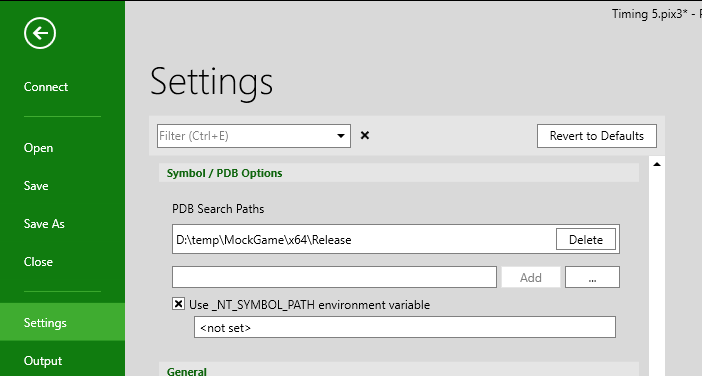 Timing 5.pix3* - P
Connect
Open
Save
Save As
Close
Settings
Output
Settings
Filter (Ctrl+E)
Revert to Defaults
Symbol / PDB Options
PDB Search Paths
D:\temp\MockGame\x64\Release
Delete
Add
...
Use _NT_SYMBOL_PATH environment variable
<not set>
General